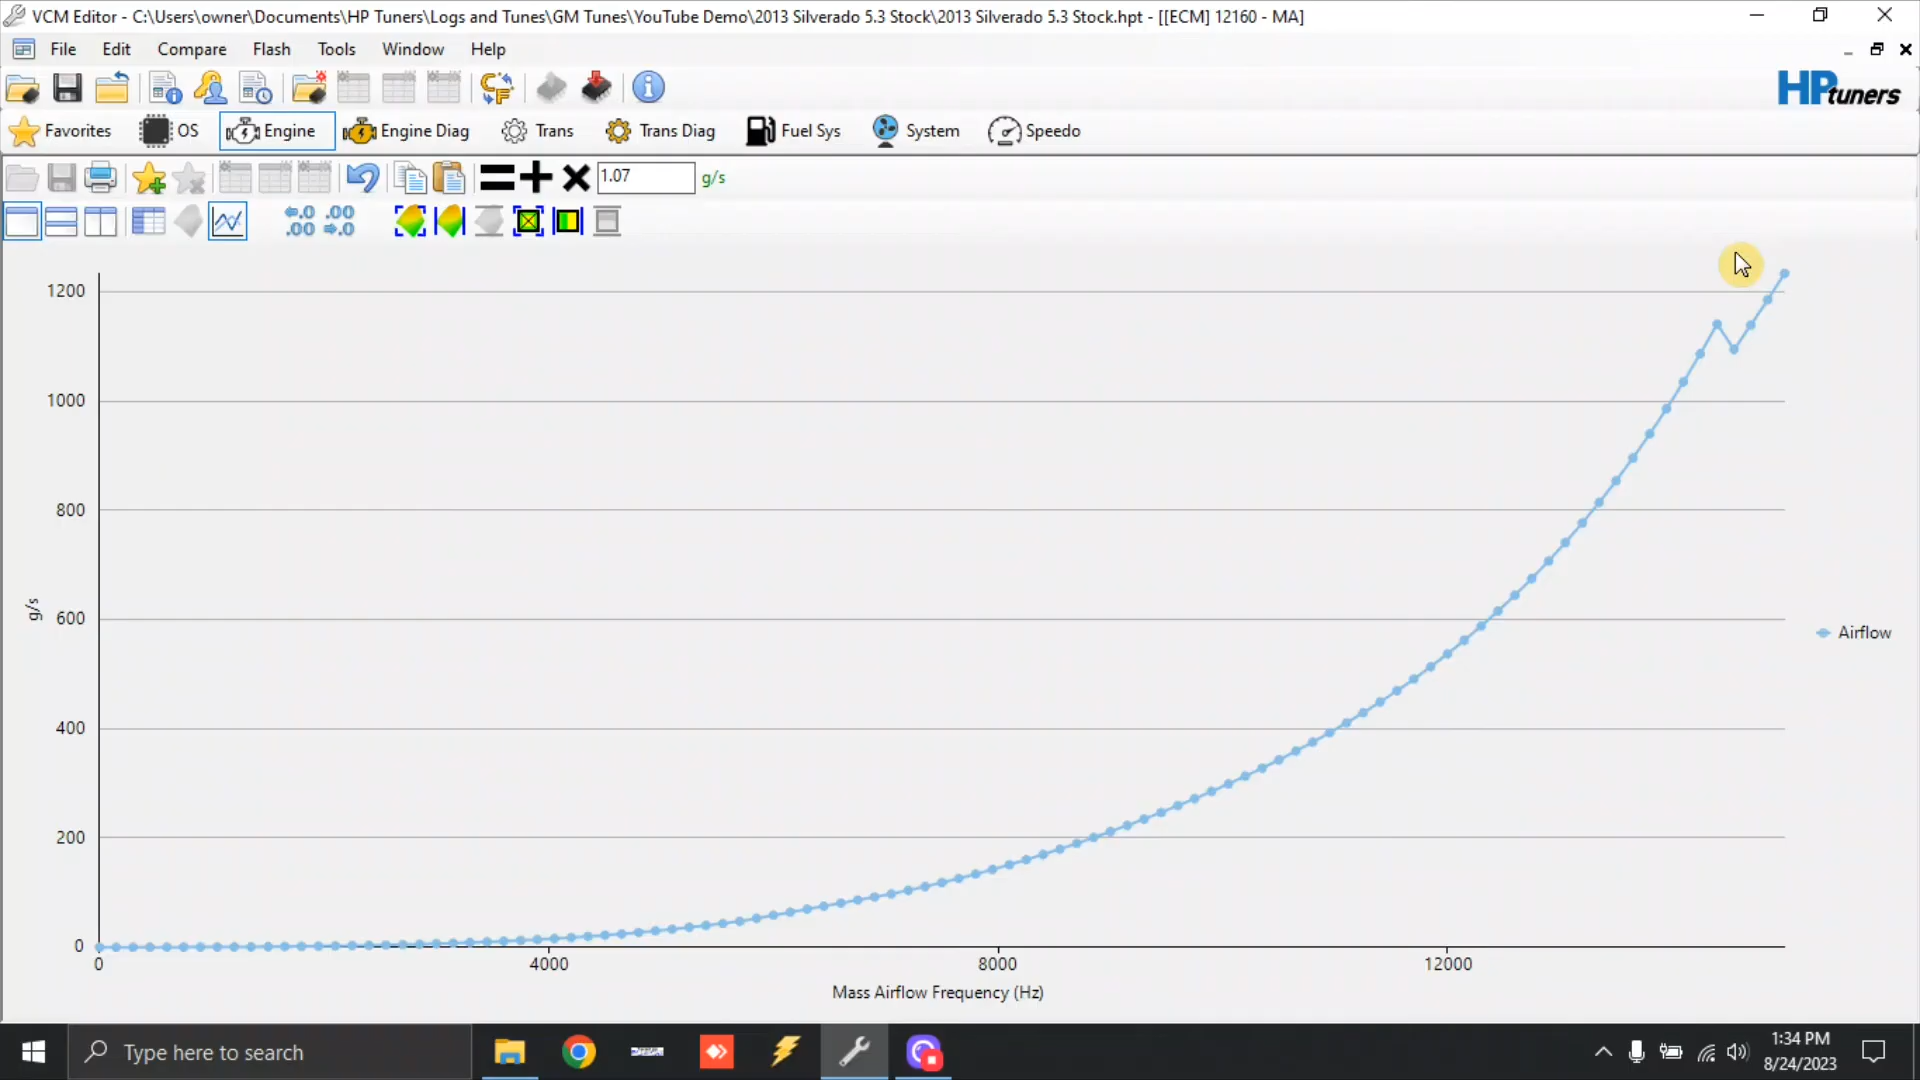 VCM Editor - C:\Users\owner\Documents\HP Tuners\Logs and Tunes\GM Tunes\YouTube Demo\2013 Silverado 5.3 Stock\2013 Silverado 5.3 Stock.hpt - [[ECM] 12160 - MA]
File Edit Compare Flash Tools Window Help
HPtuners
Favorites OS Engine Engine Diag Trans Trans Diag Fuel Sys System Speedo
1.07 g/s
.0 .00
.00 .0
1200
1000
800
600
400
200
0
g/s
Airflow
0 4000 8000 12000
Mass Airflow Frequency (Hz)
Type here to search
1:34 PM
8/24/2023